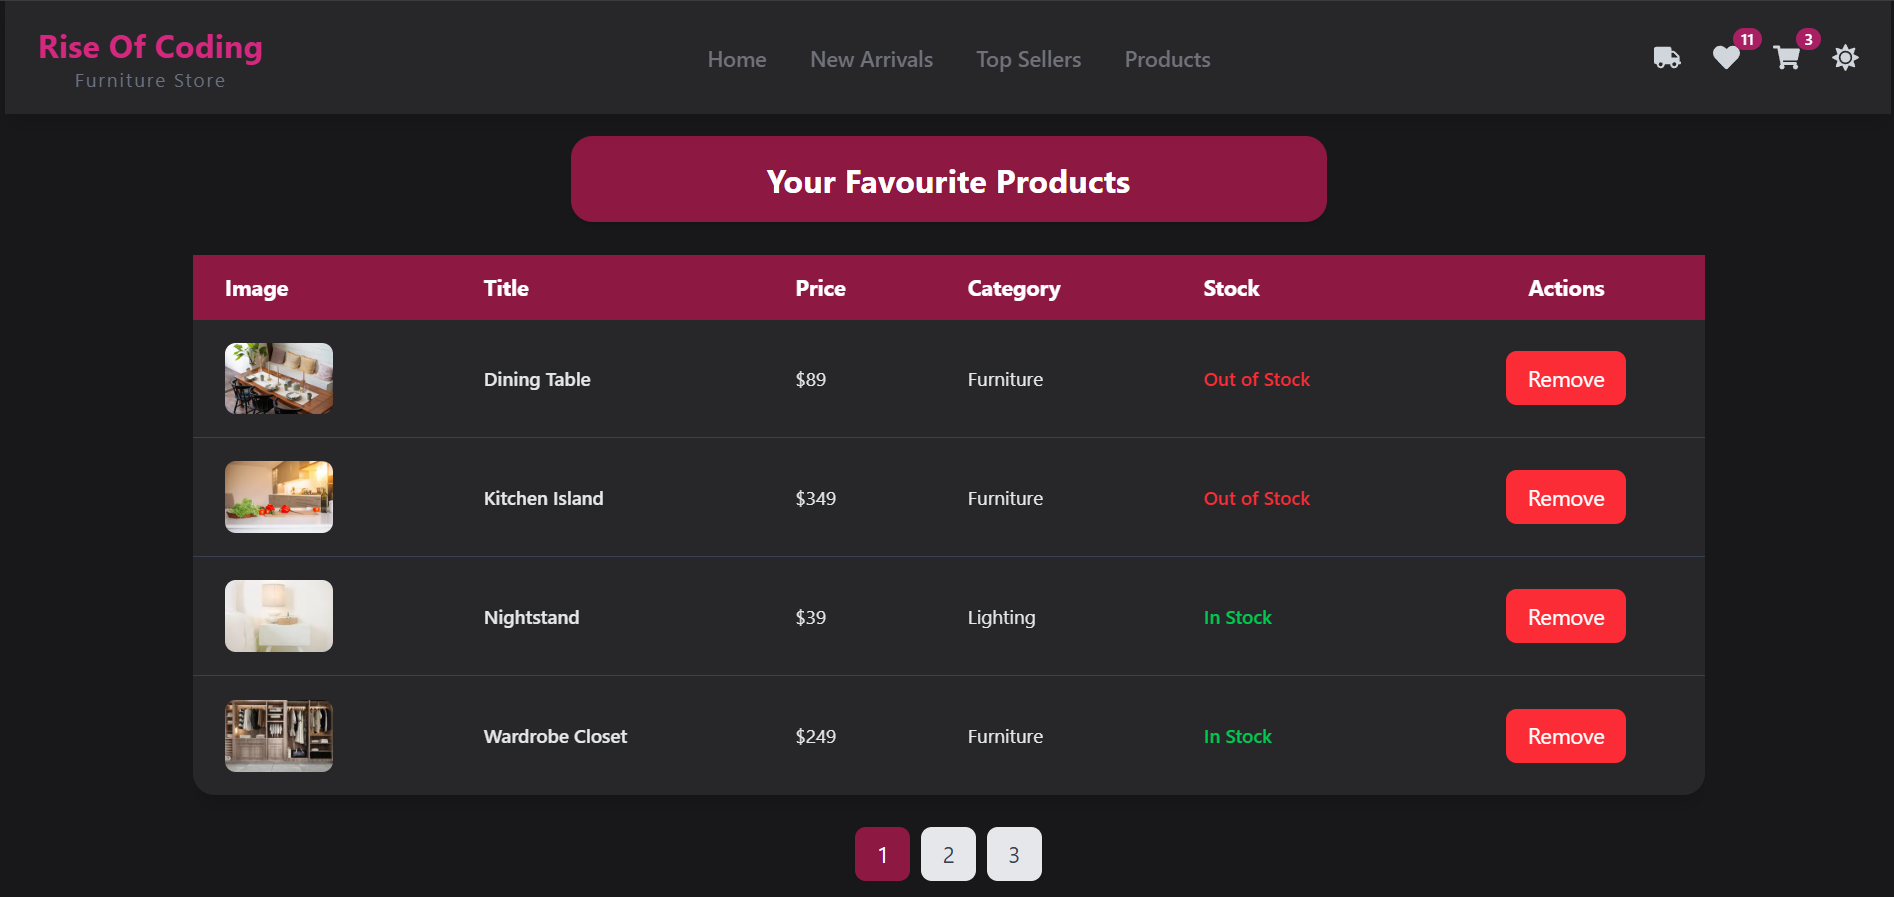 Rise Of Coding
Furniture Store
Home New Arrivals Top Sellers Products
11 3
Your Favourite Products
Image Title Price Category Stock Actions
Dining Table $89 Furniture Out of Stock Remove
Kitchen Island $349 Furniture Out of Stock Remove
Nightstand $39 Lighting In Stock Remove
Wardrobe Closet $249 Furniture In Stock Remove
1 2 3